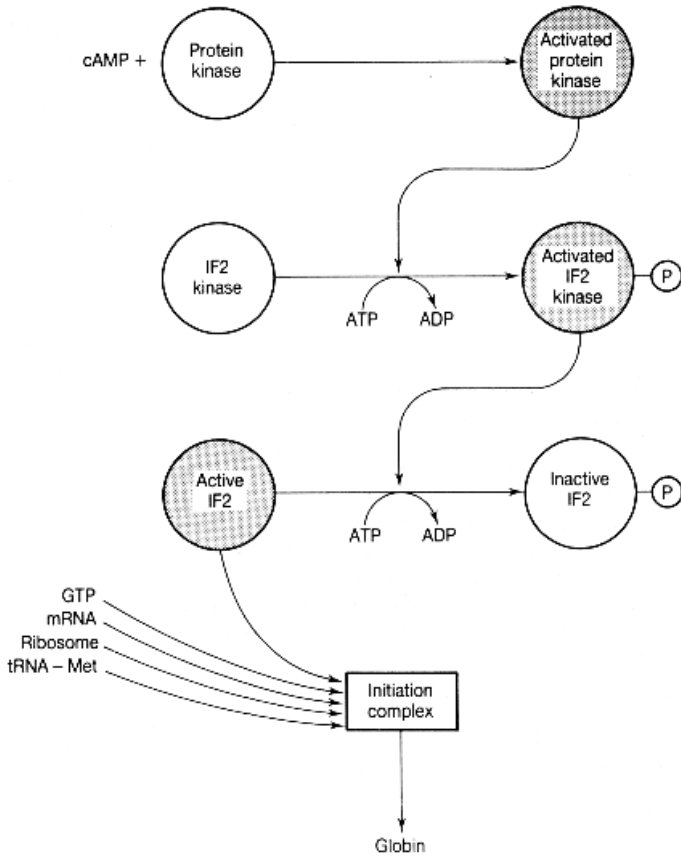 cAMP +
Protein
kinase
Activated
protein
kinase
IF2
kinase
ATP
ADP
Activated
IF2
kinase
P
Active
IF2
ATP
ADP
Inactive
IF2
P
GTP
mRNA
Ribosome
tRNA – Met
Initiation
complex
Globin